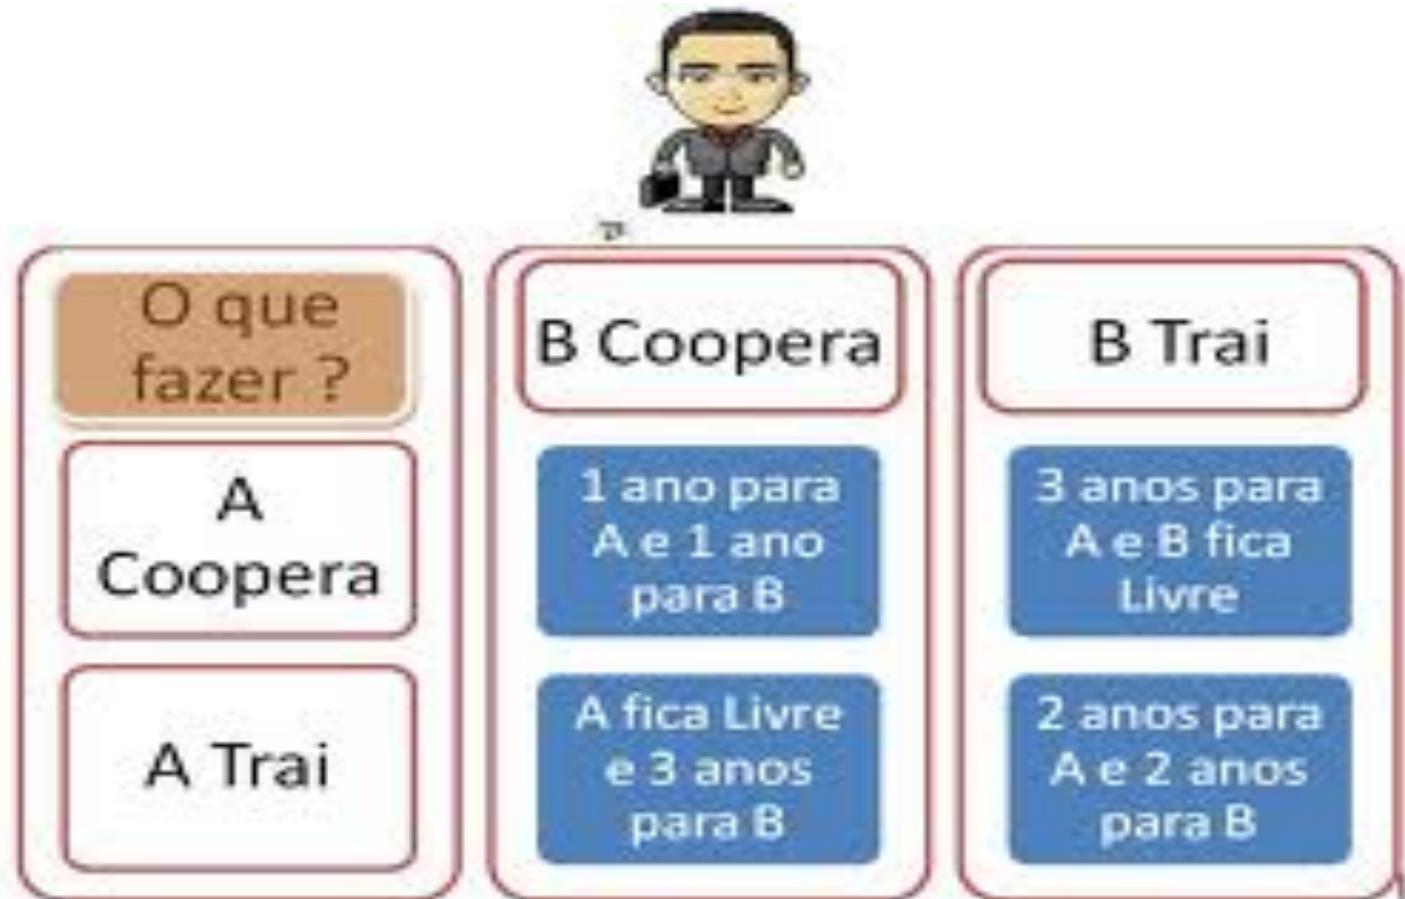 O que
fazer ?
B Coopera
B Trai
A
Coopera
1 ano para
A e 1 ano
para B
3 anos para
A e B fica
Livre
A Trai
A fica Livre
e 3 anos
para B
2 anos para
A e 2 anos
para B